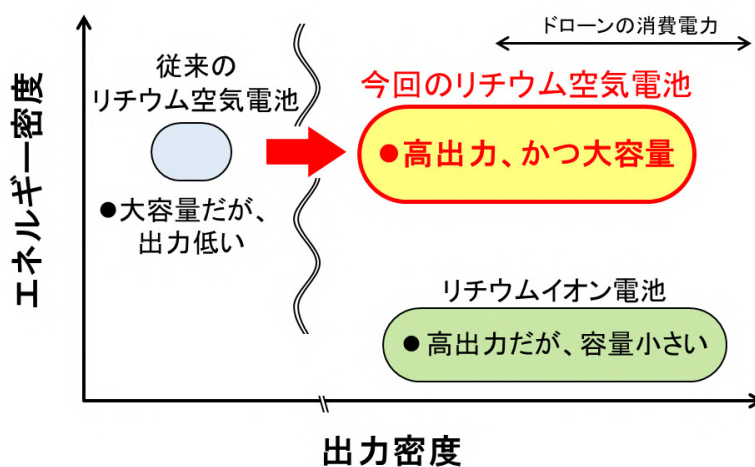 ドローンの消費電力
従来の
リチウム空気電池
今回のリチウム空気電池
●高出力、かつ大容量
●大容量だが、
出力低い
リチウムイオン電池
●高出力だが、容量小さい
エネルギー密度
出力密度